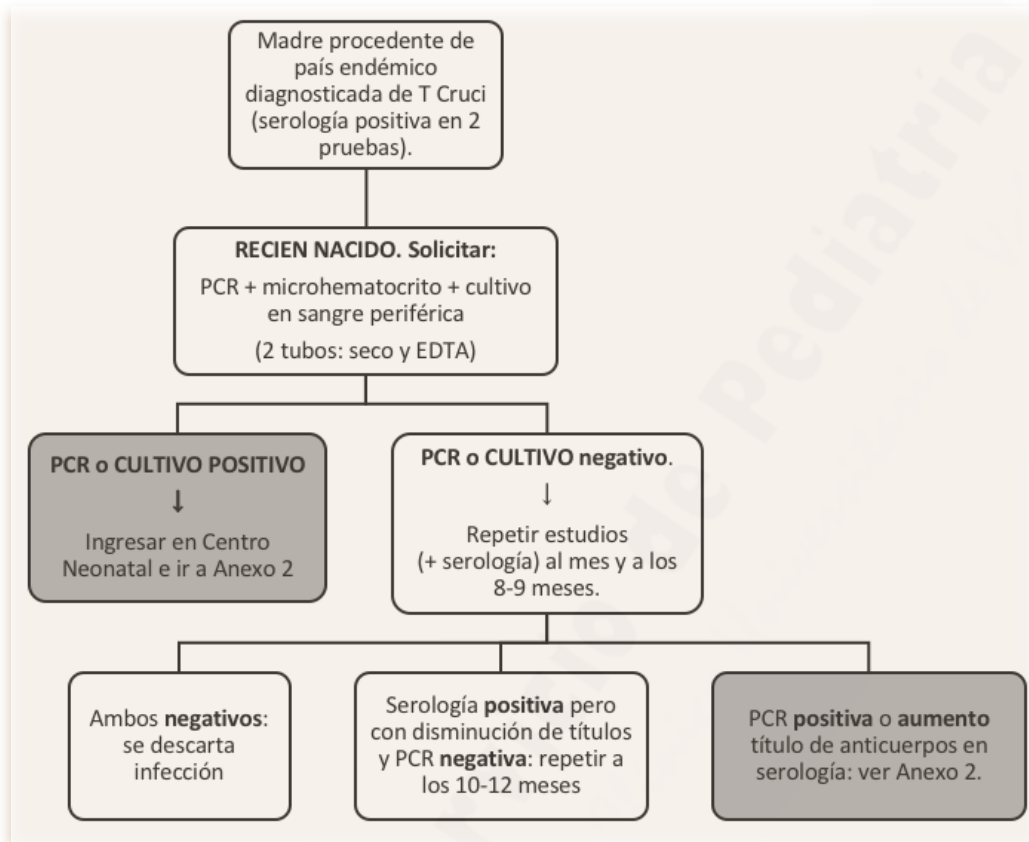 Madre procedente de
país endémico
diagnosticada de T Cruci
(serología positiva en 2
pruebas).
RECIEN NACIDO. Solicitar:
PCR + microhematocrito + cultivo
en sangre periférica
(2 tubos: seco y EDTA)
PCR o CULTIVO POSITIVO
↓
Ingresar en Centro
Neonatal e ir a Anexo 2
PCR o CULTIVO negativo.
↓
Repetir estudios
(+ serología) al mes y a los
8-9 meses.
Ambos negativos:
se descarta
infección
Serología positiva pero
con disminución de títulos
y PCR negativa: repetir a
los 10-12 meses
PCR positiva o aumento
título de anticuerpos en
serología: ver Anexo 2.
de Pediatría